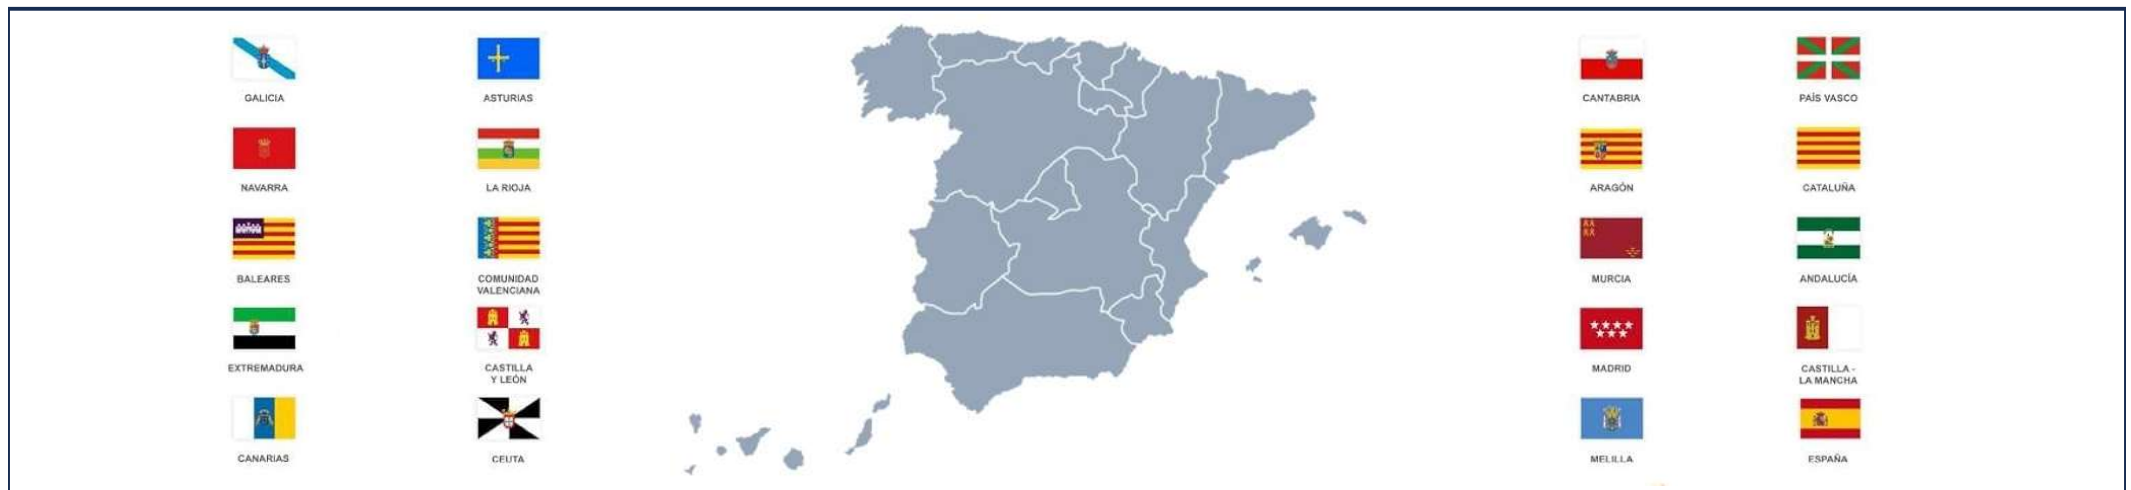 GALICIA
ASTURIAS
CANTABRIA
PAÍS VASCO
NAVARRA
LA RIOJA
ARAGÓN
CATALUÑA
BALEARES
COMUNIDAD
VALENCIANA
MURCIA
ANDALUCÍA
EXTREMADURA
CASTILLA
Y LEÓN
MADRID
CASTILLA -
LA MANCHA
CANARIAS
CEUTA
MELILLA
ESPAÑA